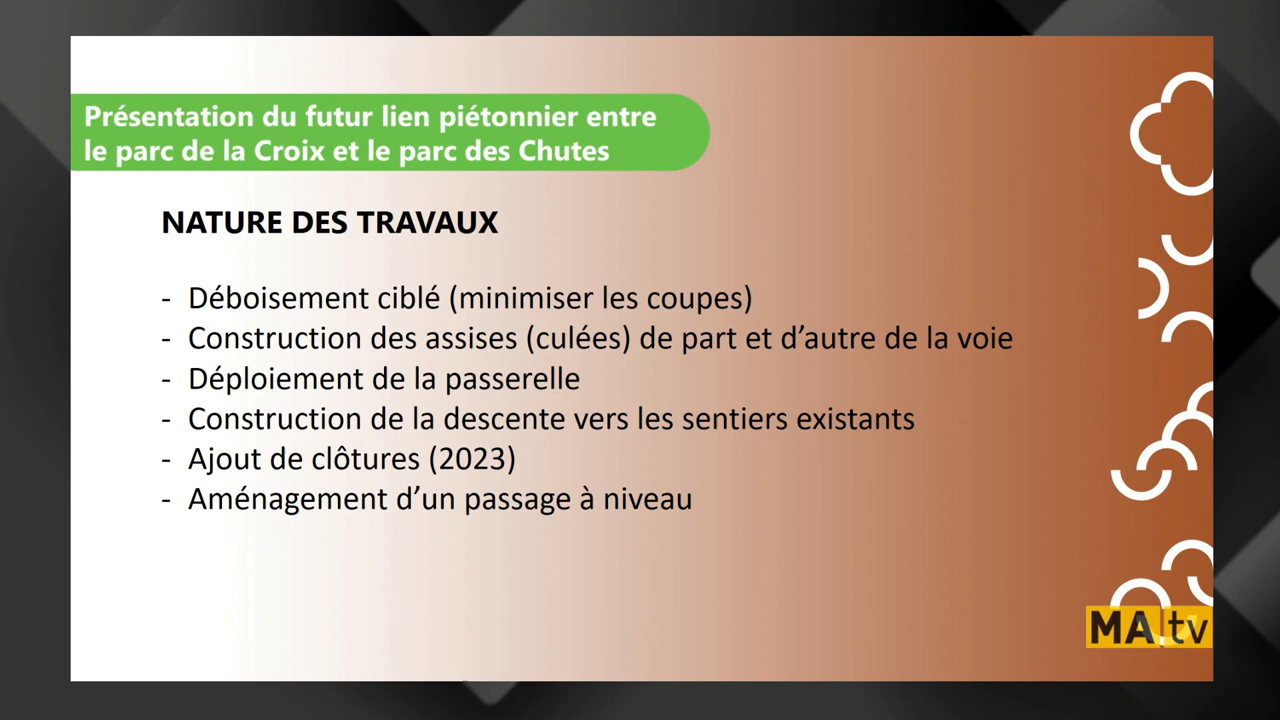 Présentation du futur lien piétonnier entre
le parc de la Croix et le parc des Chutes
NATURE DES TRAVAUX
- Déboisement ciblé (minimiser les coupes)
- Construction des assises (culées) de part et d’autre de la voie
- Déploiement de la passerelle
- Construction de la descente vers les sentiers existants
- Ajout de clôtures (2023)
- Aménagement d’un passage à niveau
MAtv